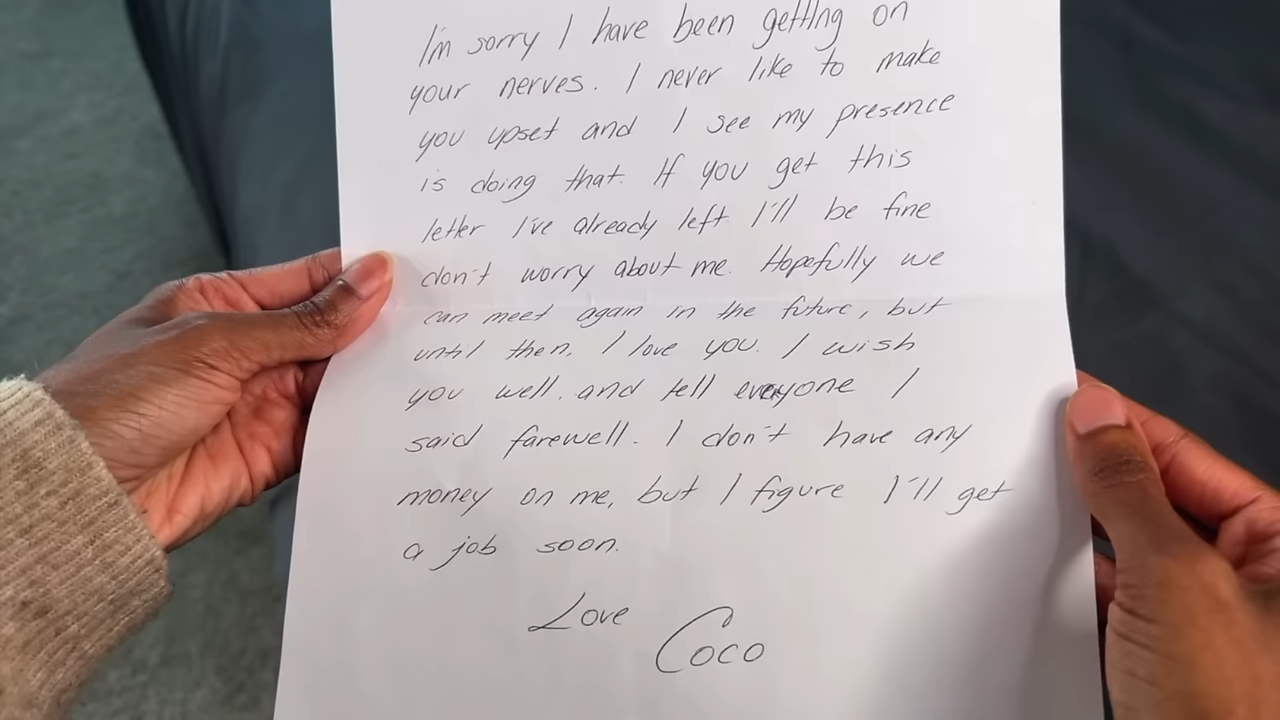 I'm sorry I have been getting on
your nerves. I never like to make
you upset and I see my presence
is doing that. If you get this
letter I've already left I'll be fine
don't worry about me. Hopefully we
can meet again in the future, but
until then, I love you. I wish
you well, and tell everyone I
said farewell. I don't have any
money on me, but I figure I'll get
a job soon.
Love
Coco